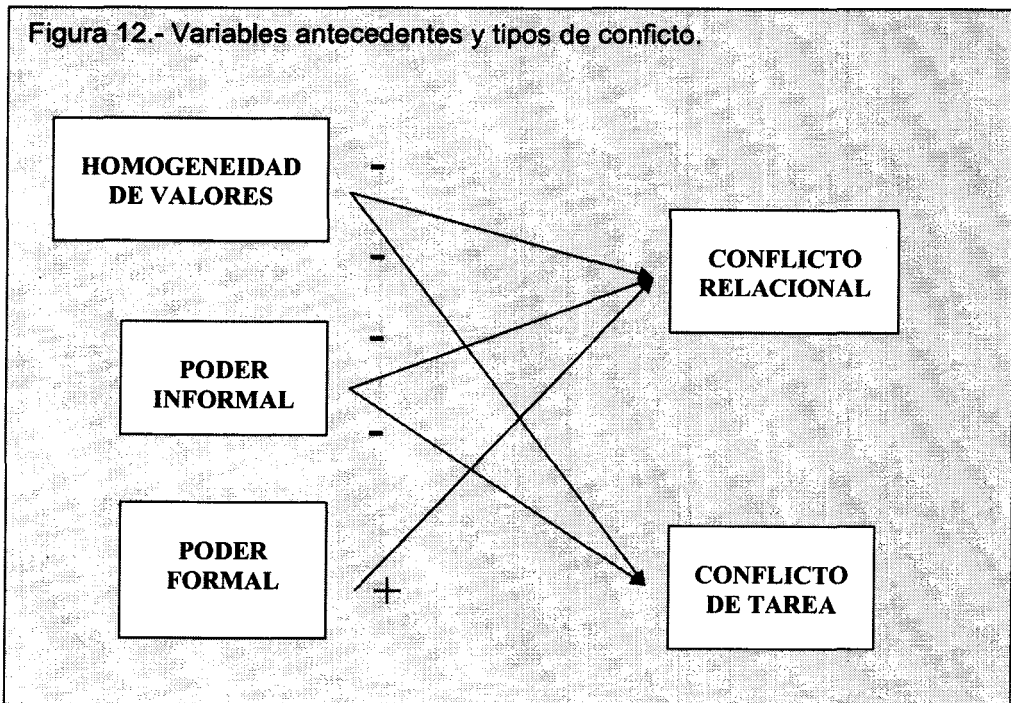 Figura 12.- Variables antecedentes y tipos de conficto.
HOMOGENEIDAD
DE VALORES
-
-
PODER
INFORMAL
-
-
PODER
FORMAL
+
CONFLICTO
RELACIONAL
CONFLICTO
DE TAREA